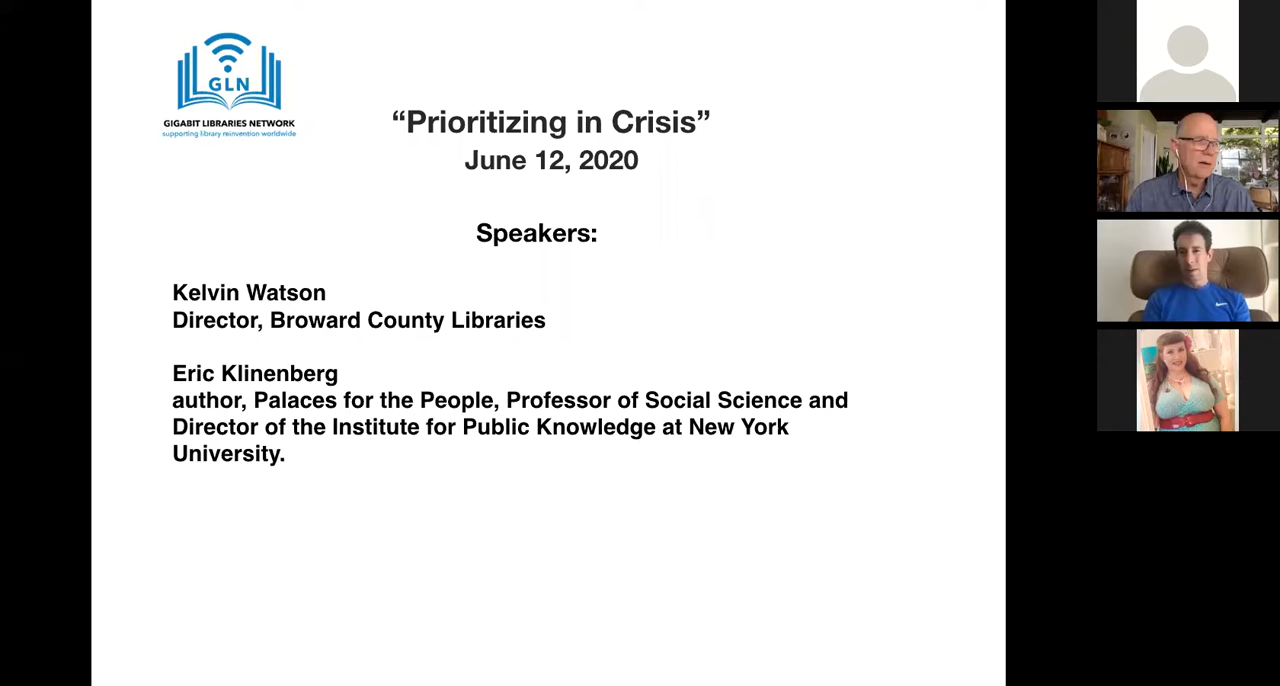 GLN
GIGABIT LIBRARIES NETWORK
supporting library reinvention worldwide
“Prioritizing in Crisis”
June 12, 2020
Speakers:
Kelvin Watson
Director, Broward County Libraries
Eric Klinenberg
author, Palaces for the People, Professor of Social Science and
Director of the Institute for Public Knowledge at New York
University.